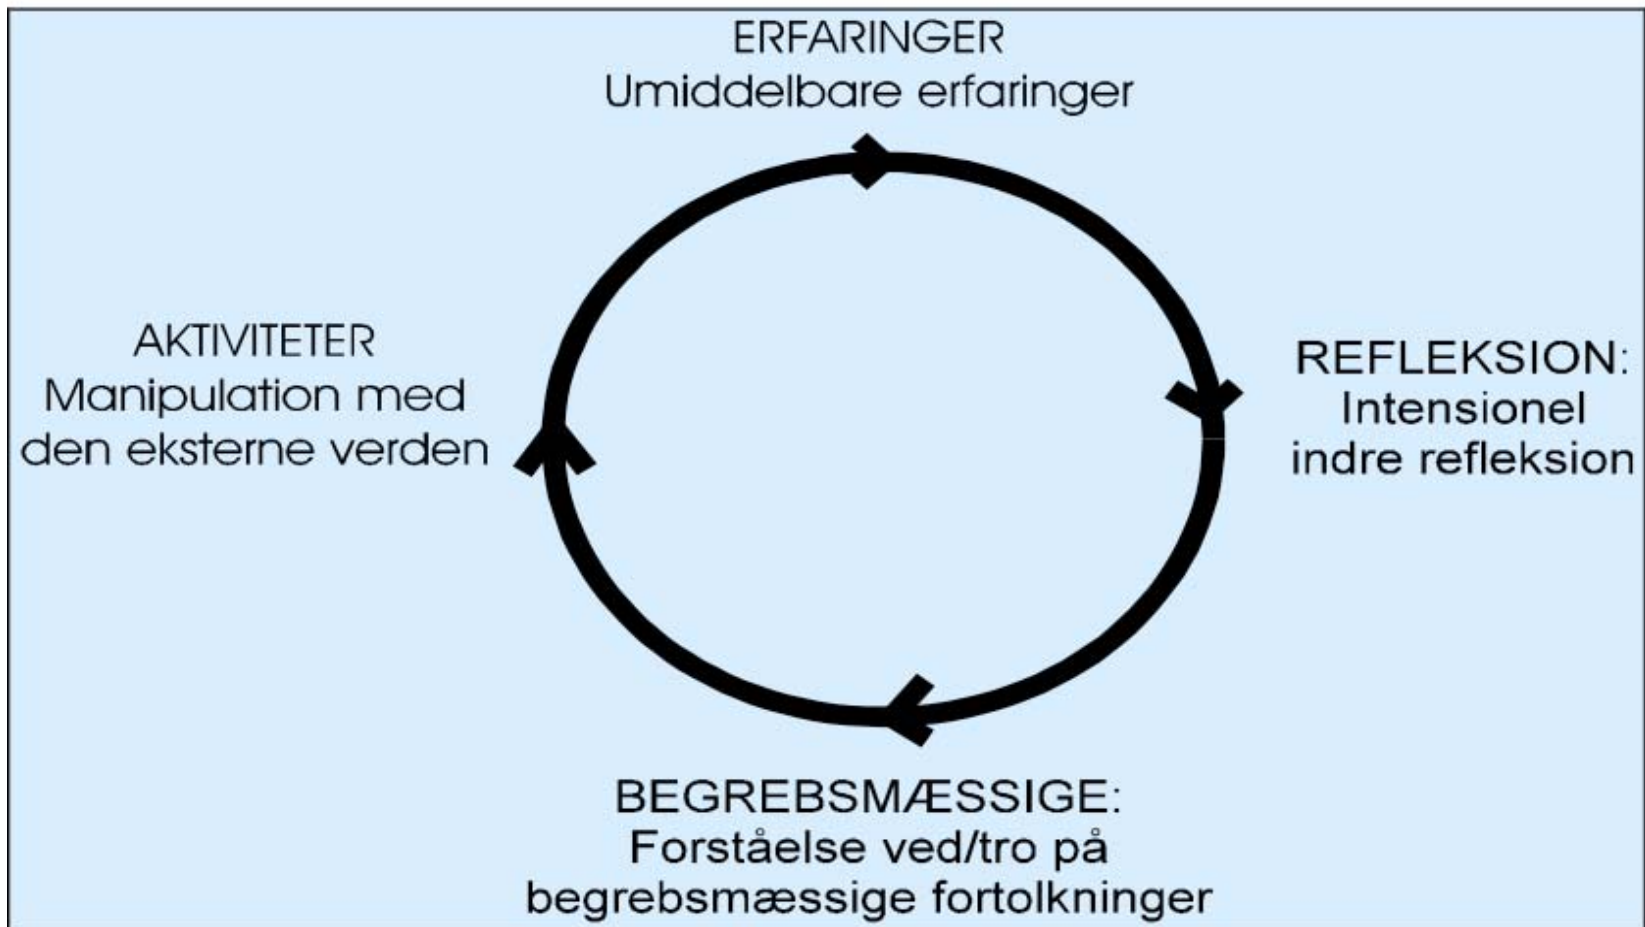 ERFARINGER
Umiddelbare erfaringer
AKTIVITETER
Manipulation med
den eksterne verden
REFLEKSION:
Intensionel
indre refleksion
BEGREBSMÆSSIGE:
Forståelse ved/tro på
begrebsmæssige fortolkninger